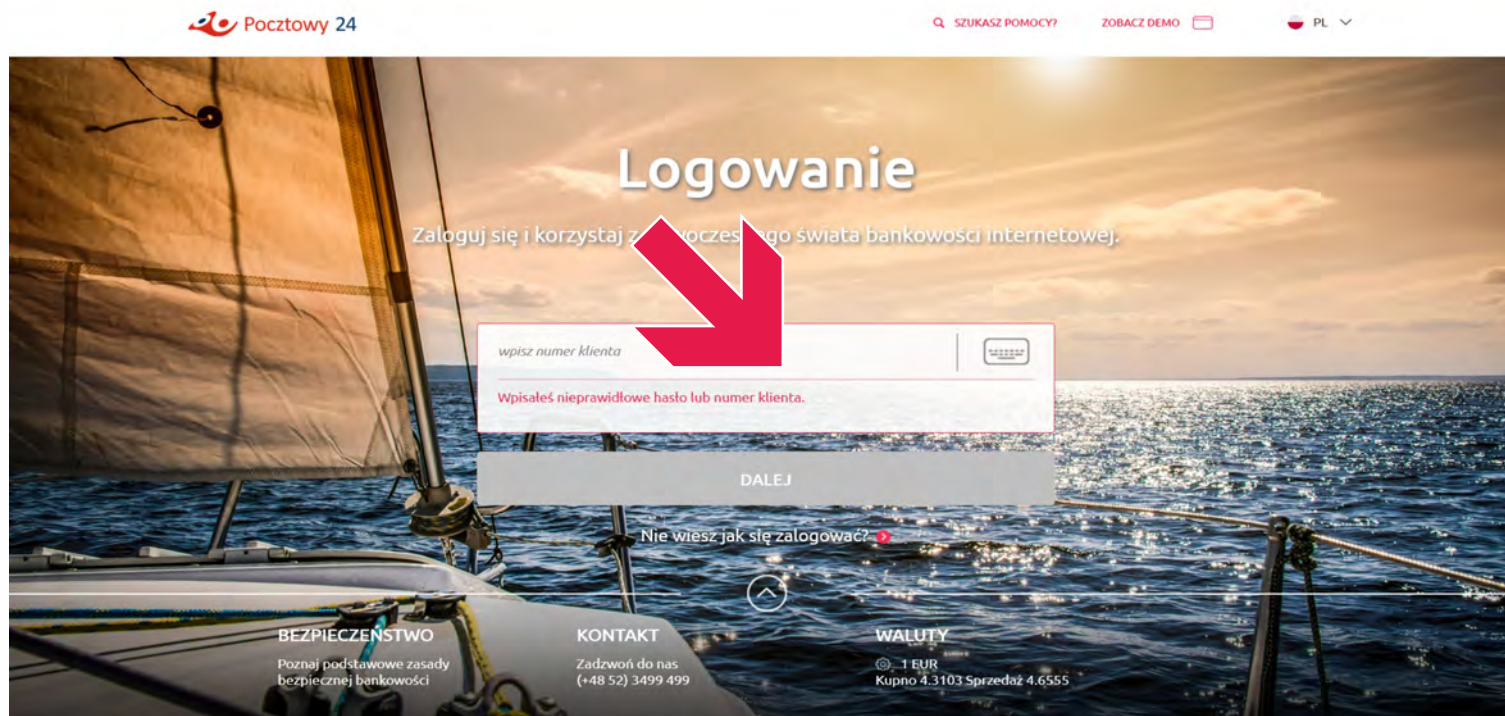 Pocztowy 24
SZUKASZ POMOCY?
ZOBACZ DEMO
PL
Logowanie
Zaloguj się i korzystaj z świata bankowości internetowej.
wpisz numer klienta
Wpisałeś nieprawidłowe hasło lub numer klienta.
DALEJ
Nie wiesz jak się zalogować?
BEZPIECZEŃSTWO
Poznaj podstawowe zasady
bezpiecznej bankowości
KONTAKT
Zadzwoń do nas
(+48 52) 3499 499
WALUTY
1 EUR
Kupno 4.3103 Sprzedaż 4.6555